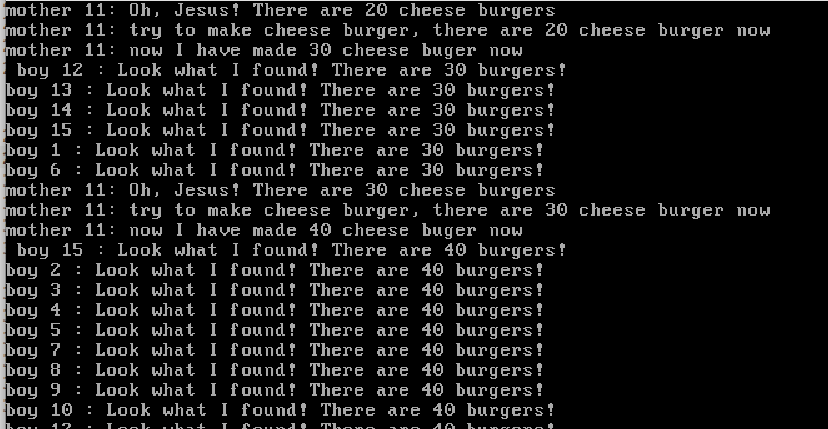 mother 11: Oh, Jesus! There are 20 cheese burgers
mother 11: try to make cheese burger, there are 20 cheese burger now
mother 11: now I have made 30 cheese buger now
boy 12 : Look what I found! There are 30 burgers!
boy 13 : Look what I found! There are 30 burgers!
boy 14 : Look what I found! There are 30 burgers!
boy 15 : Look what I found! There are 30 burgers!
boy 1 : Look what I found! There are 30 burgers!
boy 6 : Look what I found! There are 30 burgers!
mother 11: Oh, Jesus! There are 30 cheese burgers
mother 11: try to make cheese burger, there are 30 cheese burger now
mother 11: now I have made 40 cheese buger now
boy 15 : Look what I found! There are 40 burgers!
boy 2 : Look what I found! There are 40 burgers!
boy 3 : Look what I found! There are 40 burgers!
boy 4 : Look what I found! There are 40 burgers!
boy 5 : Look what I found! There are 40 burgers!
boy 7 : Look what I found! There are 40 burgers!
boy 8 : Look what I found! There are 40 burgers!
boy 9 : Look what I found! There are 40 burgers!
boy 10 : Look what I found! There are 40 burgers!
boy : Look what I found! There are 40 burgers!